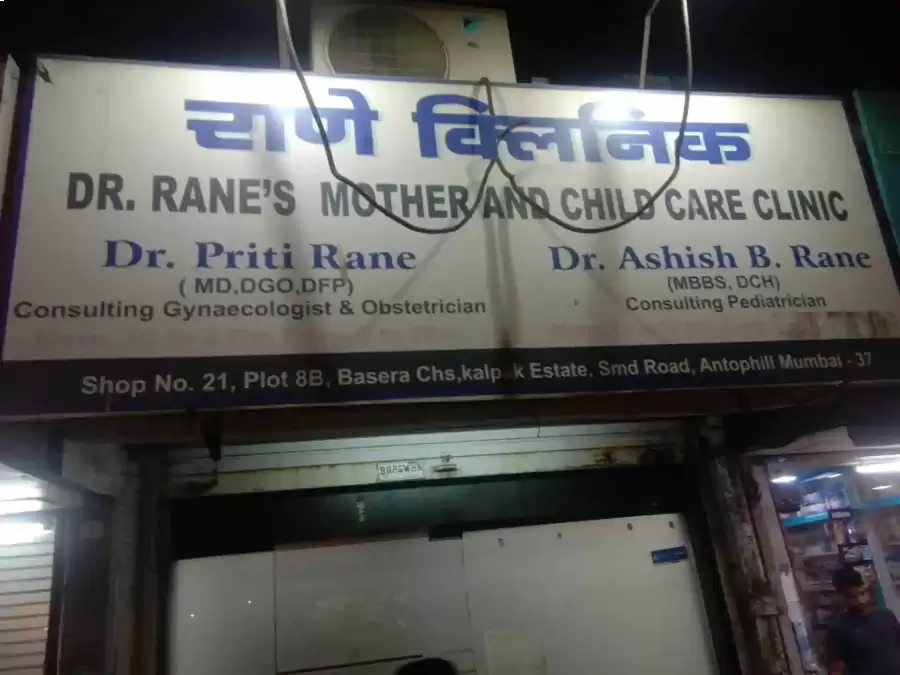 राणे क्लिनिक
DR. RANE'S MOTHER AND CHILD CARE CLINIC
Dr. Priti Rane
( MD,DGO,DFP)
Consulting Gynaecologist & Obstetrician
Dr. Ashish B. Rane
(MBBS, DCH)
Consulting Pediatrician
Shop No. 21, Plot 8B, Basera Chs,kalp k Estate, Smd Road, Antophill Mumbai - 37